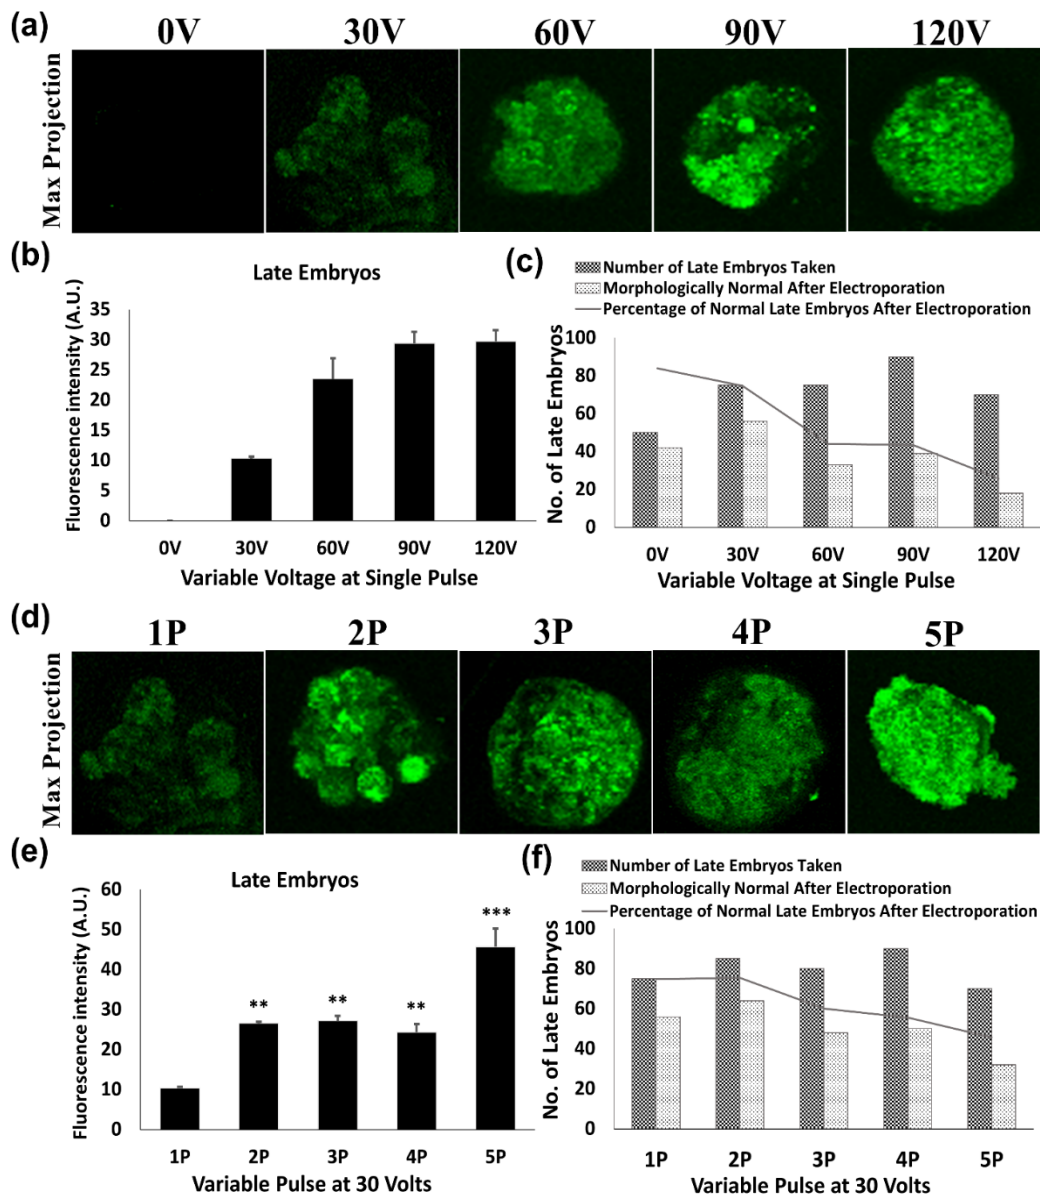 (a)
0V 30V 60V 90V 120V
Max Projection
(b)
Late Embryos
Fluorescence intensity (A.U.)
35
30
25
20
15
10
5
0
0V 30V 60V 90V 120V
Variable Voltage at Single Pulse
(c)
Number of Late Embryos Taken
Morphologically Normal After Electroporation
Percentage of Normal Late Embryos After Electroporation
No. of Late Embryos
100
80
60
40
20
0
0V 30V 60V 90V 120V
Variable Voltage at Single Pulse
(d)
1P 2P 3P 4P 5P
Max Projection
(e)
Late Embryos
Fluorescence intensity (A.U.)
60
50
40
30
20
10
0
** ** ** ***
1P 2P 3P 4P 5P
Variable Pulse at 30 Volts
(f)
Number of Late Embryos Taken
Morphologically Normal After Electroporation
Percentage of Normal Late Embryos After Electroporation
No. of Late Embryos
100
80
60
40
20
0
1P 2P 3P 4P 5P
Variable Pulse at 30 Volts